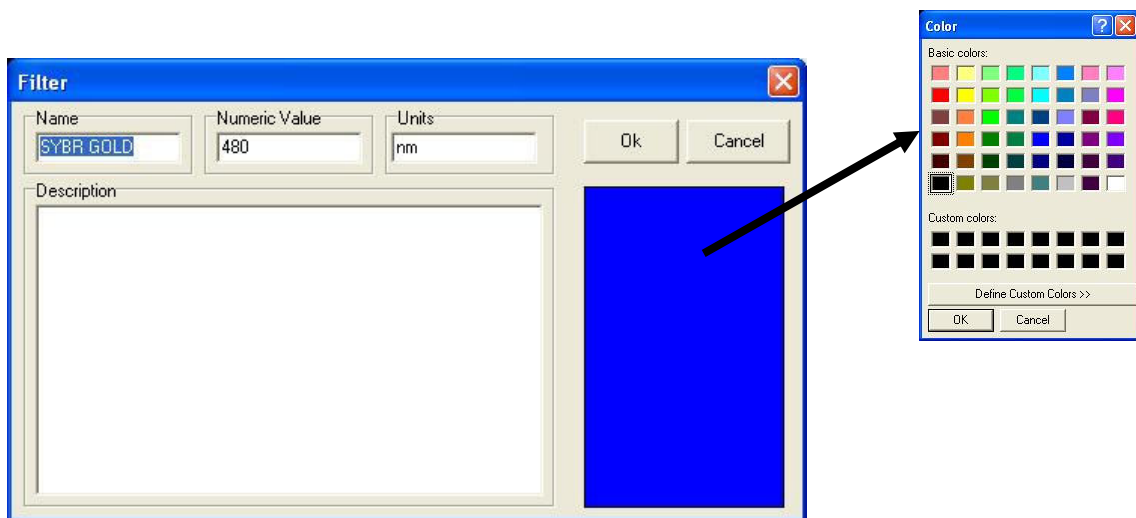 Filter
Name
Numeric Value
Units
SYBR GOLD
480
nm
Ok
Cancel
Description
Color
Basic colors:
Custom colors:
Define Custom Colors >>
OK
Cancel